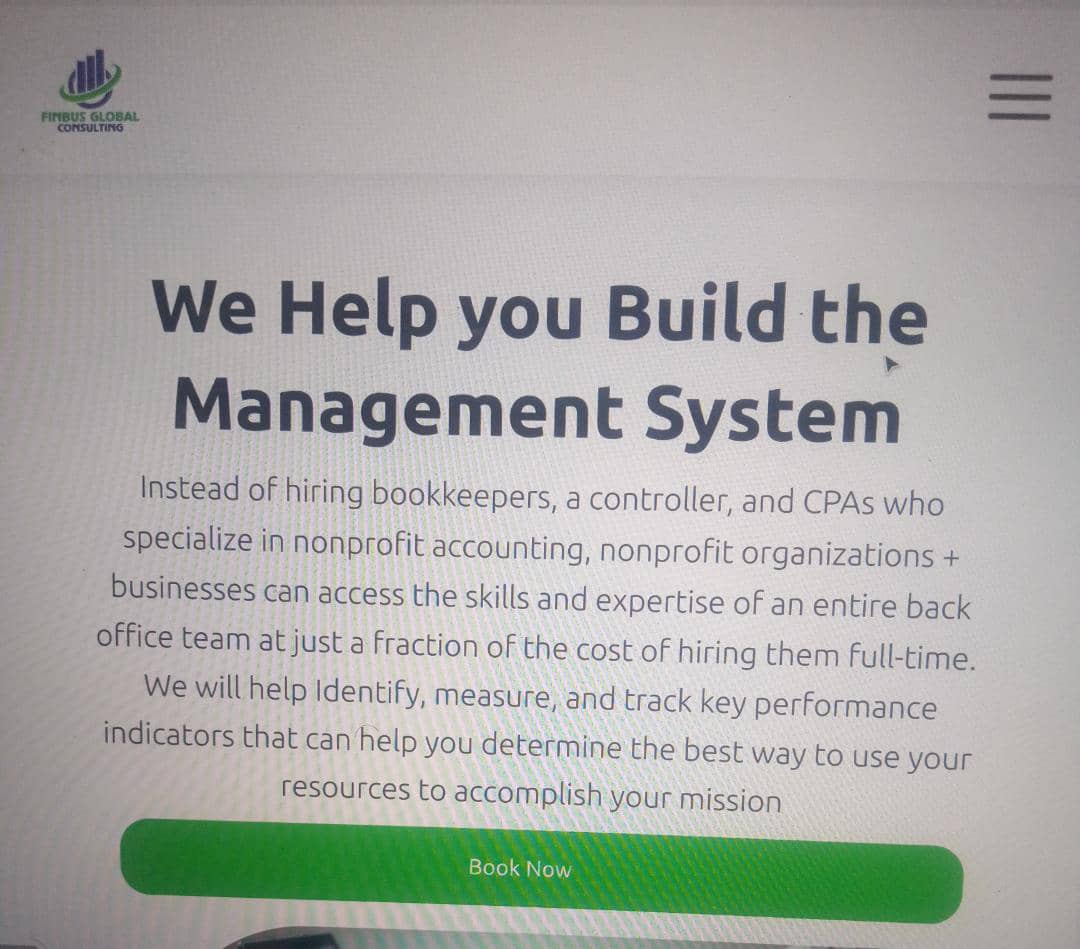 FINBUS GLOBAL
CONSULTING
We Help you Build the
Management System
Instead of hiring bookkeepers, a controller, and CPAs who
specialize in nonprofit accounting, nonprofit organizations +
businesses can access the skills and expertise of an entire back
office team at just a fraction of the cost of hiring them full-time.
We will help Identify, measure, and track key performance
indicators that can help you determine the best way to use your
resources to accomplish your mission
Book Now